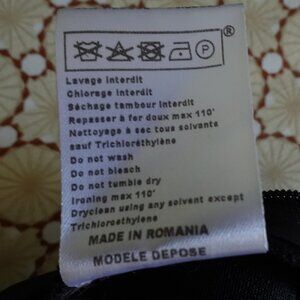 P ®
Lavage interdit
Chlorage interdit
Séchage tambour interdit
Repasser à fer doux max 110'
Nettoyage à sec tous solvants
sauf Trichloréthylène
Do not wash
Do not bleach
Do not tumble dry
Ironing max 110'
Dryclean using any solvent except
Trichloroethylene
MADE IN ROMANIA
MODELE DEPOSE